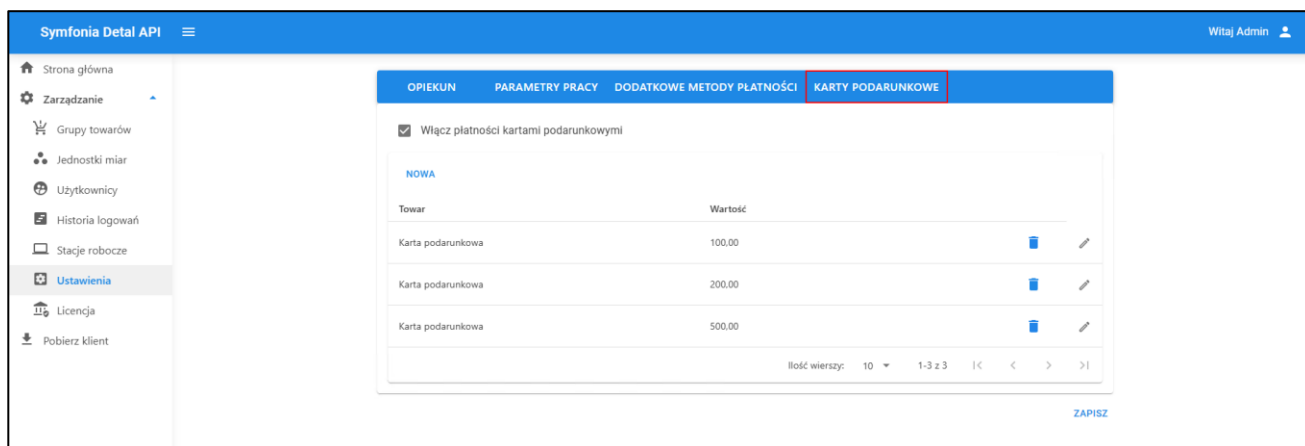 Symfonia Detal API
Witaj Admin
Strona główna
Zarządzanie
Grupy towarów
Jednostki miar
Użytkownicy
Historia logowań
Stacje robocze
Ustawienia
Licencja
Pobierz klient
OPIEKUN PARAMETRY PRACY DODATKOWE METODY PŁATNOŚCI KARTY PODARUNKOWE
Włącz płatności kartami podarunkowymi
NOWA
Towar Wartość
Karta podarunkowa 100,00
Karta podarunkowa 200,00
Karta podarunkowa 500,00
Ilość wierszy: 10 1-3 z 3
ZAPISZ